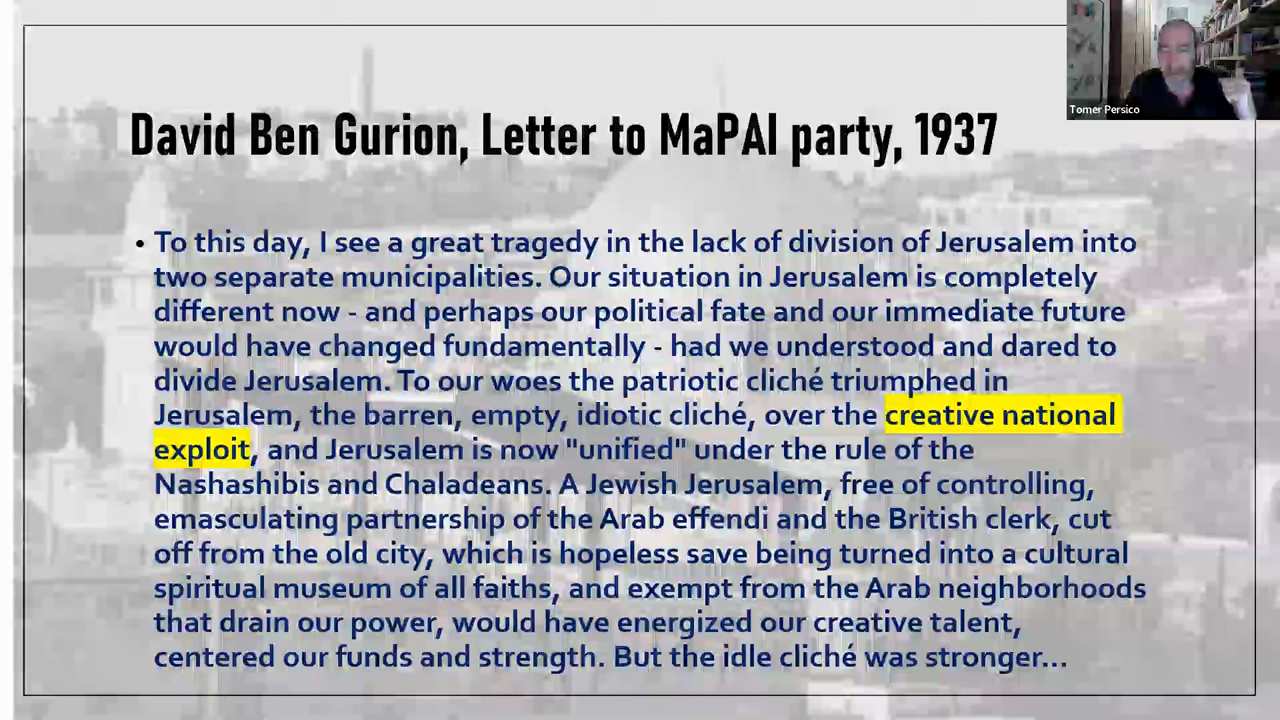 Tomer Persico
David Ben Gurion, Letter to MaPAI party, 1937
• To this day, I see a great tragedy in the lack of division of Jerusalem into
two separate municipalities. Our situation in Jerusalem is completely
different now - and perhaps our political fate and our immediate future
would have changed fundamentally - had we understood and dared to
divide Jerusalem. To our woes the patriotic cliché triumphed in
Jerusalem, the barren, empty, idiotic cliché, over the creative national
exploit, and Jerusalem is now "unified" under the rule of the
Nashashibis and Chaladeans. A Jewish Jerusalem, free of controlling,
emasculating partnership of the Arab effendi and the British clerk, cut
off from the old city, which is hopeless save being turned into a cultural
spiritual museum of all faiths, and exempt from the Arab neighborhoods
that drain our power, would have energized our creative talent,
centered our funds and strength. But the idle cliché was stronger...